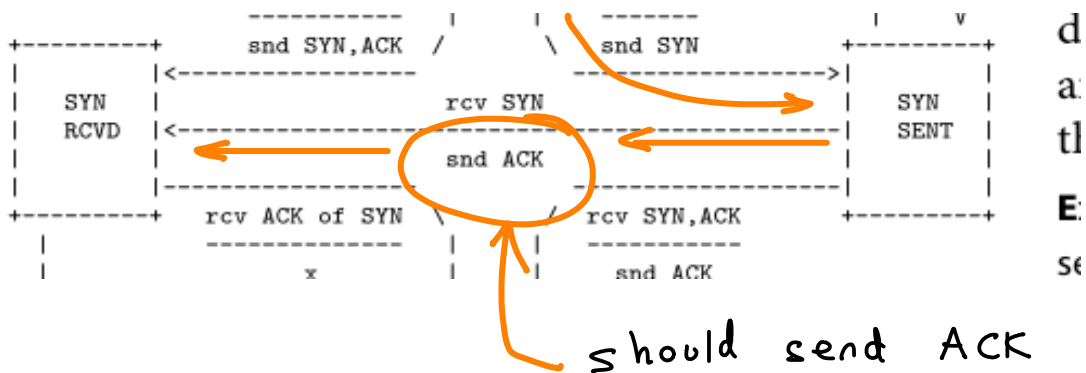 V
snd SYN,ACK / \ snd SYN
SYN RCVD
rcv SYN
SYN SENT
snd ACK
rcv ACK of SYN \ / rcv SYN,ACK
x
snd ACK
should send ACK